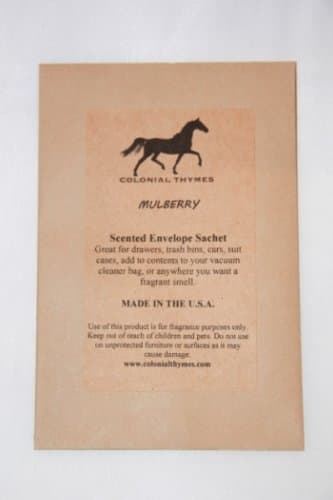 COLONIAL THYMES
MULBERRY
Scented Envelope Sachet
Great for drawers, trash bins, cars, suit
cases, add to contents to your vacuum
cleaner bag, or anywhere you want a
fragrant smell.
MADE IN THE U.S.A.
Use of this product is for fragrance purposes only.
Keep out of reach of children and pets. Do not use
on unprotected furniture or surfaces as it may
cause damage.
www.colonialthymes.com